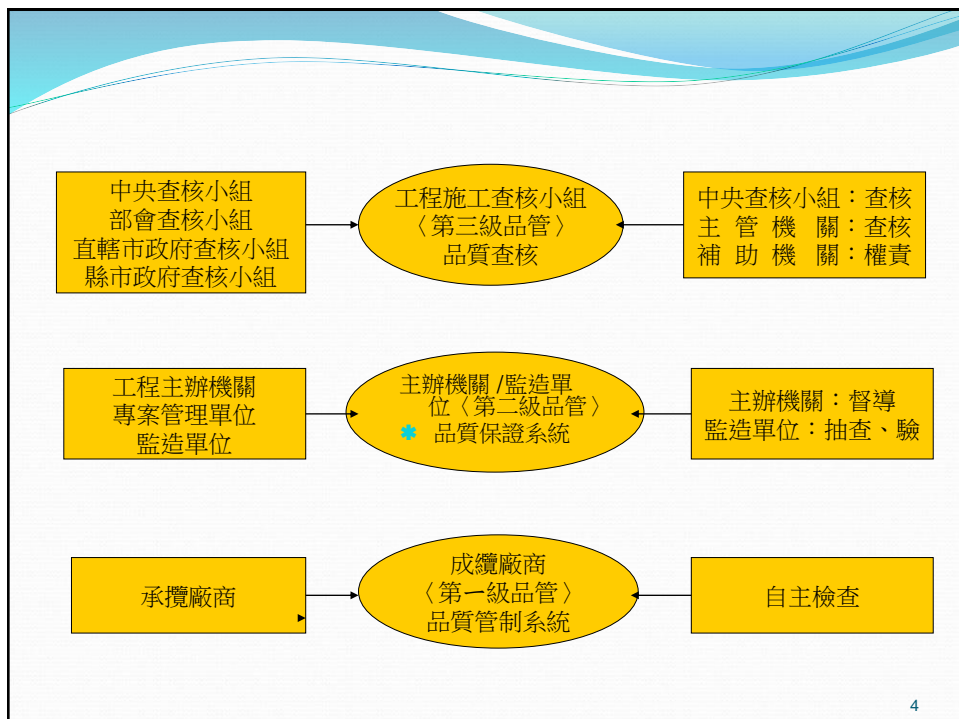 中央查核小組
部會查核小組
直轄市政府查核小組
縣市政府查核小組
工程施工查核小組
〈第三級品管〉
品質查核
中央查核小組：查核
主 管 機 關：查核
補 助 機 關：權責
工程主辦機關
專案管理單位
監造單位
主辦機關 /監造單
位〈第二級品管〉
✱ 品質保證系統
主辦機關：督導
監造單位：抽查、驗
承攬廠商
成纜廠商
〈第一級品管〉
品質管制系統
自主檢查
4